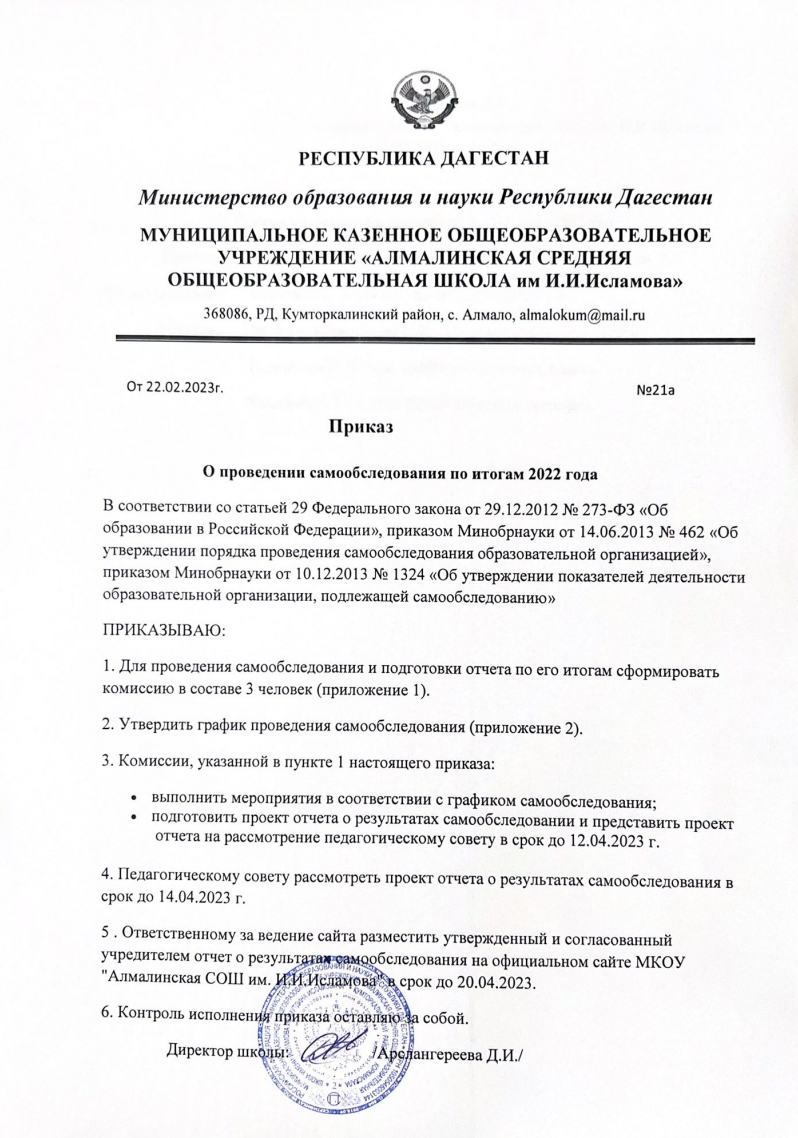 РЕСПУБЛИКА ДАГЕСТАН
Министерство образования и науки Республики Дагестан
МУНИЦИПАЛЬНОЕ КАЗЕННОЕ ОБЩЕОБРАЗОВАТЕЛЬНОЕ
УЧРЕЖДЕНИЕ «АЛМАЛИНСКАЯ СРЕДНЯЯ
ОБЩЕОБРАЗОВАТЕЛЬНАЯ ШКОЛА им И.И.Исламова»
368086, РД, Кумторкалинский район, с. Алмало, almalokum@mail.ru
От 22.02.2023г. №21а
Приказ
О проведении самообследования по итогам 2022 года
В соответствии со статьей 29 Федерального закона от 29.12.2012 № 273-ФЗ «Об
образовании в Российской Федерации», приказом Минобрнауки от 14.06.2013 № 462 «Об
утверждении порядка проведения самообследования образовательной организацией»,
приказом Минобрнауки от 10.12.2013 № 1324 «Об утверждении показателей деятельности
образовательной организации, подлежащей самообследованию»
ПРИКАЗЫВАЮ:
1. Для проведения самообследования и подготовки отчета по его итогам сформировать
комиссию в составе 3 человек (приложение 1).
2. Утвердить график проведения самообследования (приложение 2).
3. Комиссии, указанной в пункте 1 настоящего приказа:
• выполнить мероприятия в соответствии с графиком самообследования;
• подготовить проект отчета о результатах самообследовании и представить проект
отчета на рассмотрение педагогическому совету в срок до 12.04.2023 г.
4. Педагогическому совету рассмотреть проект отчета о результатах самообследования в
срок до 14.04.2023 г.
5 . Ответственному за ведение сайта разместить утвержденный и согласованный
учредителем отчет о результатах самообследования на официальном сайте МКОУ
"Алмалинская СОШ им. И.И.Исламова" в срок до 20.04.2023.
6. Контроль исполнения приказа оставляю за собой.
Директор школы: /Арслангереева Д.И./